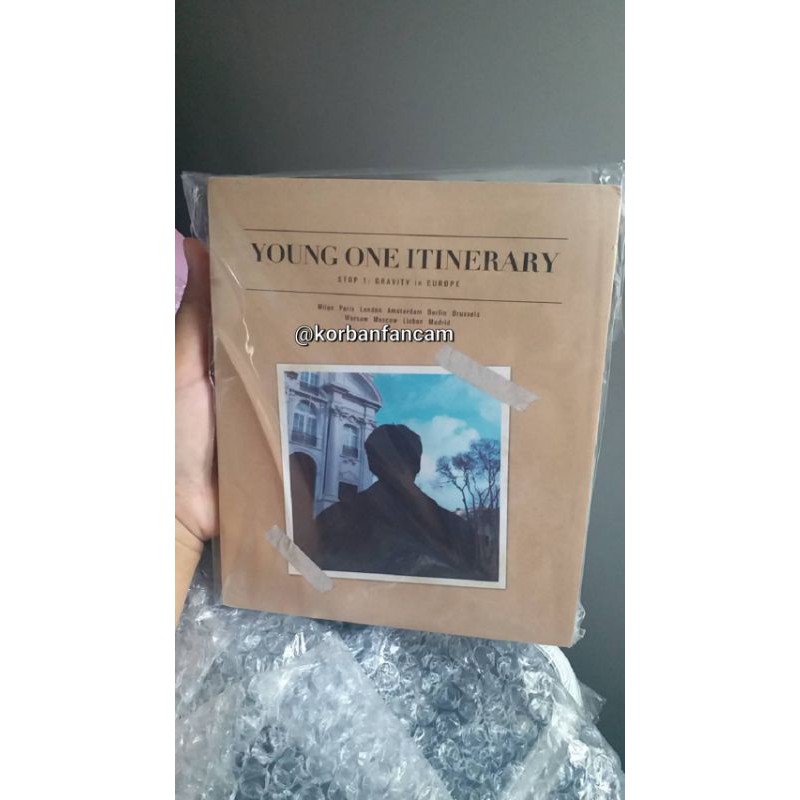 YOUNG ONE ITINERARY
STOP 1: GRAVITY in EUROPE
Milan Paris London Amsterdam Berlin Brussels
Warsaw Moscow Lisbon Madrid
@korbanfancam